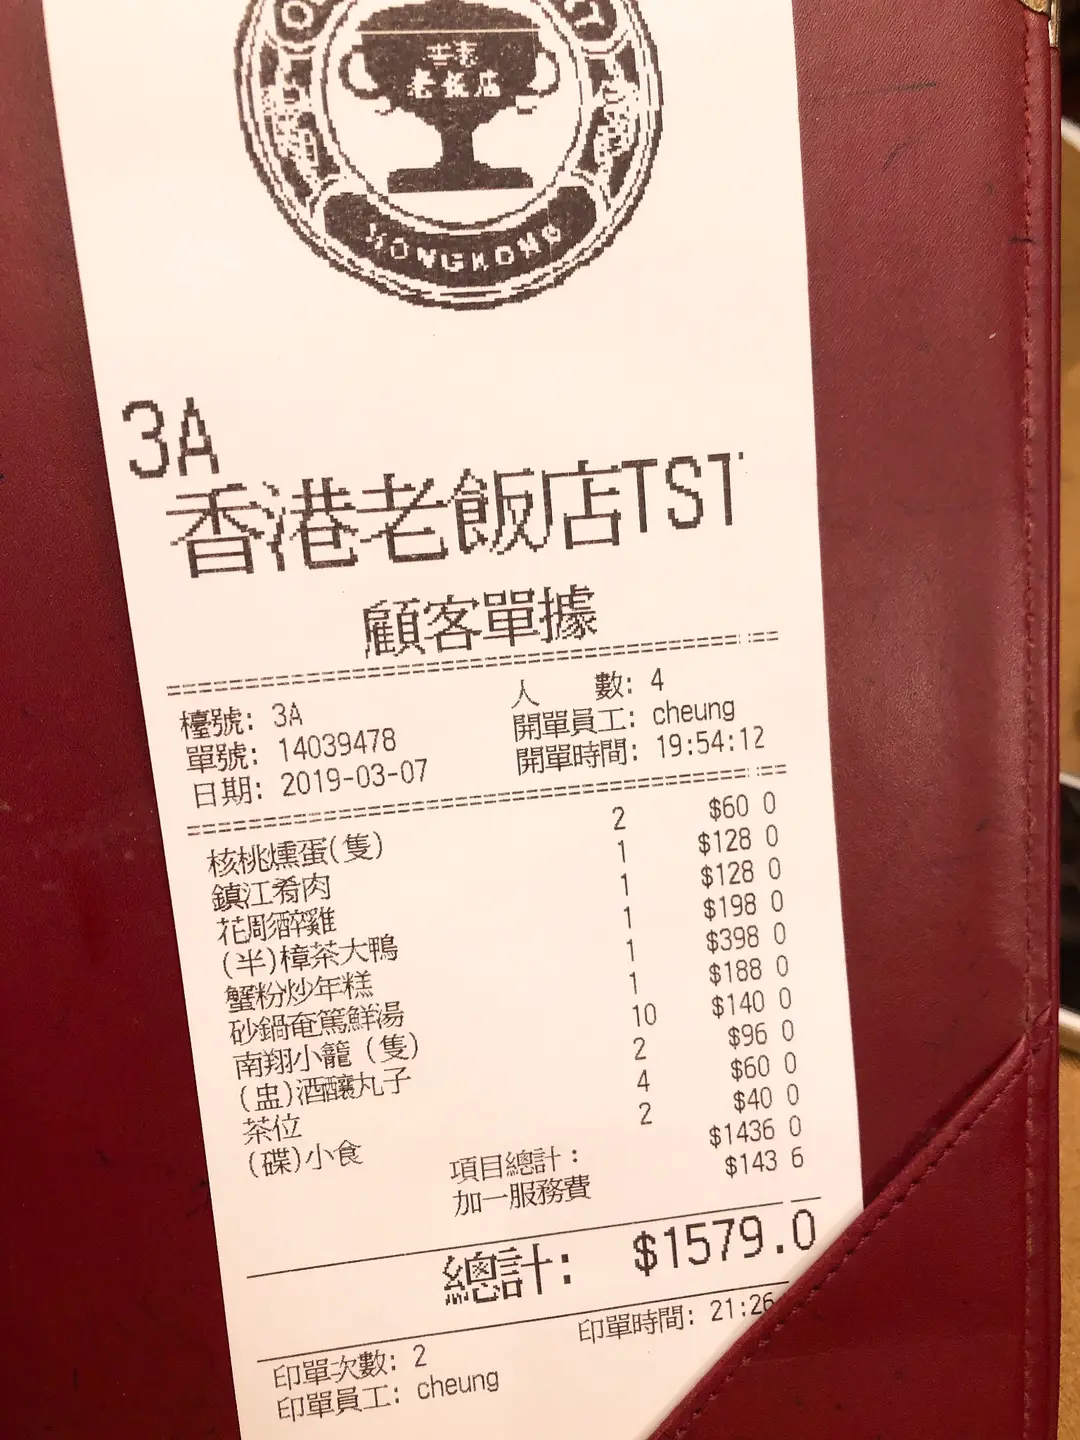 老飯店
HONGKONG
3A
香港老飯店TST
顧客單據
檯號: 3A 人 數: 4
單號: 14039478 開單員工: cheung
日期: 2019-03-07 開單時間: 19:54:12
核桃燻蛋(隻) 2 $60 0
鎮江肴肉 1 $128 0
花彫醉雞 1 $128 0
(半)樟茶大鴨 1 $198 0
蟹粉炒年糕 1 $398 0
砂鍋奄篤鮮湯 1 $188 0
南翔小籠 (隻) 10 $140 0
(盅)酒釀丸子 2 $96 0
茶位 4 $60 0
(碟)小食 2 $40 0
項目總計: $1436 0
加一服務費 $143 6
總計: $1579.0
印單時間: 21:26
印單次數: 2
印單員工: cheung